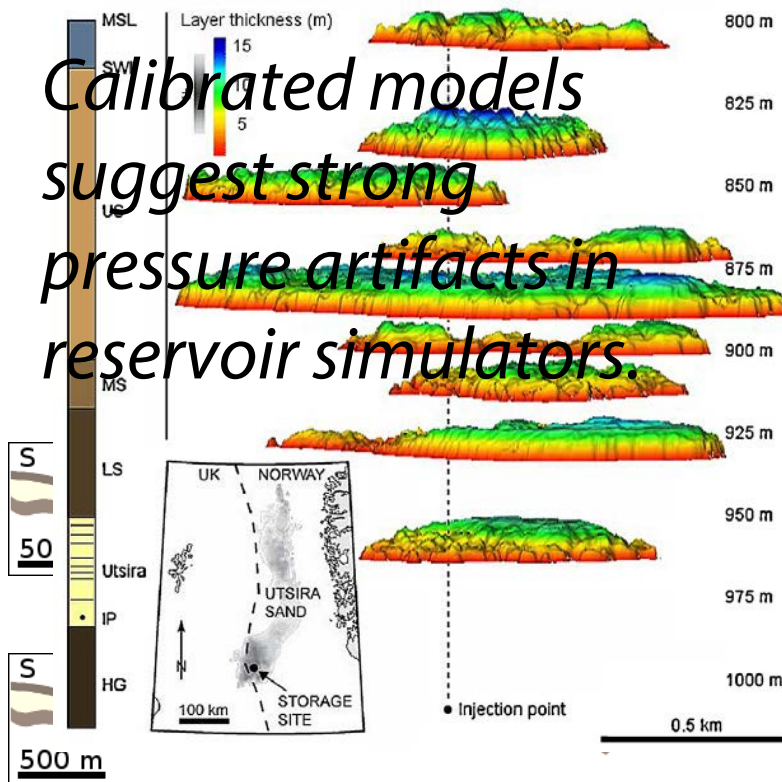 MSL
Layer thickness (m)
15
10
5
SWI
Calibrated models
suggest strong
pressure artifacts in
reservoir simulators.
US
MS
LS
Utsira
IP
HG
800 m
825 m
850 m
875 m
900 m
925 m
950 m
975 m
1000 m
S
50
S
500 m
UK
NORWAY
UTSIRA
SAND
N
STORAGE
SITE
100 km
Injection point
0.5 km